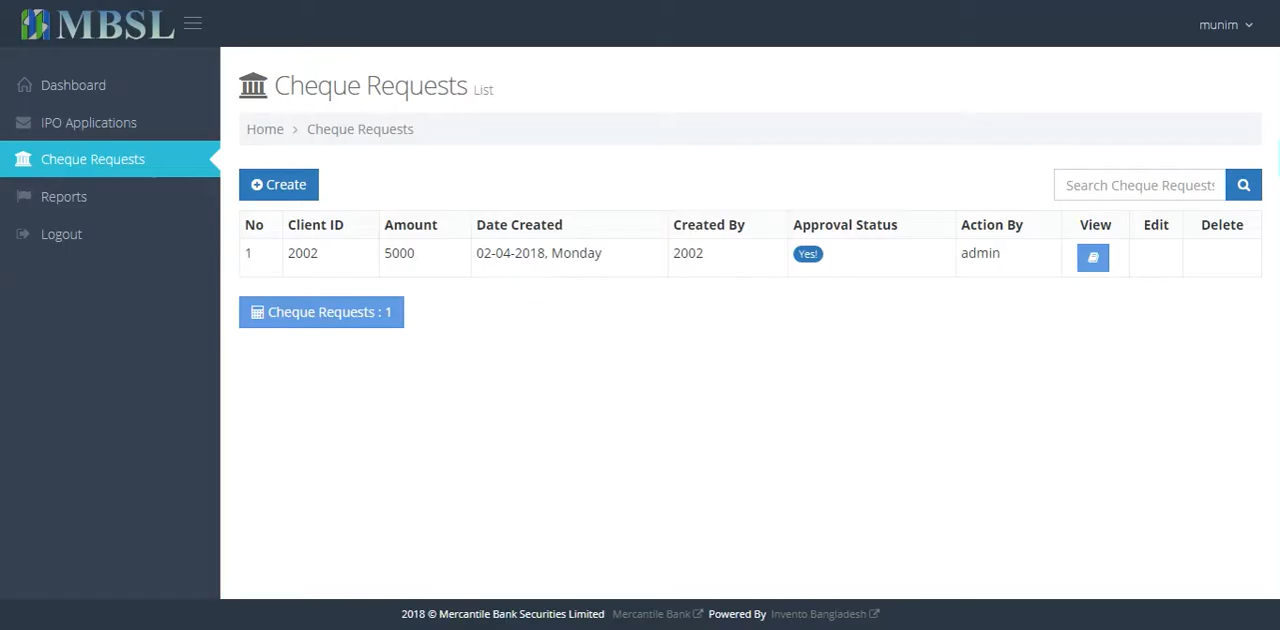 MBSL
munim
Dashboard
IPO Applications
Cheque Requests
Reports
Logout
Cheque Requests List
Home > Cheque Requests
Create
Search Cheque Requests
No Client ID Amount Date Created Created By Approval Status Action By View Edit Delete
1 2002 5000 02-04-2018, Monday 2002 Yes! admin
Cheque Requests : 1
2018 © Mercantile Bank Securities Limited Mercantile Bank Powered By Invento Bangladesh